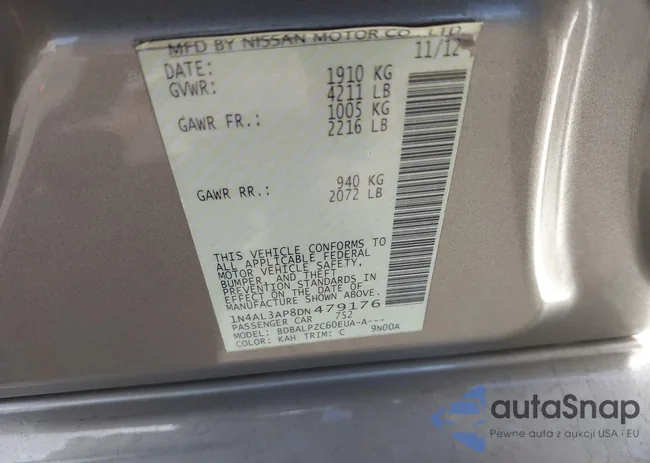 MFD BY NISSAN MOTOR CO., LTD.
DATE: 11/12
GVWR: 1910 KG
4211 LB
GAWR FR.: 1005 KG
2216 LB
GAWR RR.: 940 KG
2072 LB
THIS VEHICLE CONFORMS TO
ALL APPLICABLE FEDERAL
MOTOR VEHICLE SAFETY,
BUMPER, AND THEFT
PREVENTION STANDARDS IN
EFFECT ON THE DATE OF
MANUFACTURE SHOWN ABOVE.
1N4AL3AP8DN479176
PASSENGER CAR 752
MODEL: BDBALPZC60EUA-A---
COLOR: KAH TRIM: C 9N00A
autaSnap
Pewne auta z aukcji USA i EU